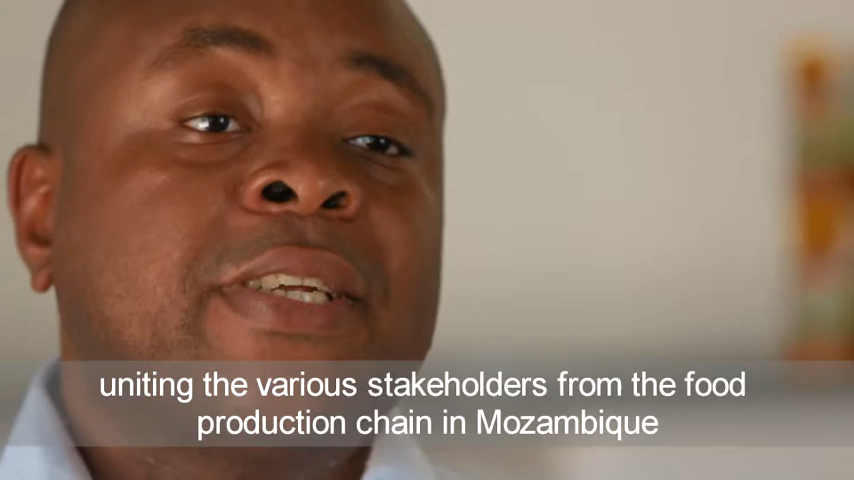 uniting the various stakeholders from the food
production chain in Mozambique